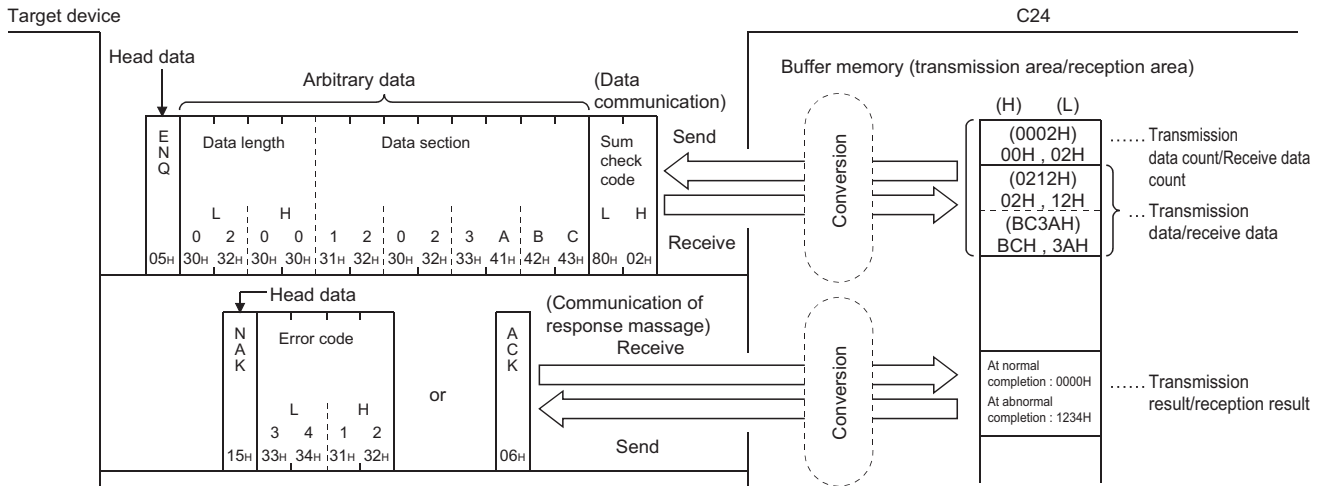 Target device
C24
Head data
Arbitrary data
(Data
communication)
Buffer memory (transmission area/reception area)
(H) (L)
E
N
Q
Data length
Data section
Sum
check
code
Send
Conversion
(0002H)
00H , 02H
...... Transmission
data count/Receive data
count
(0212H)
02H , 12H
(BC3AH)
BCH , 3AH
... Transmission
data/receive data
L H
L H
0 2 0 0 1 2 0 2 3 A B C
Receive
05H 30H 32H 30H 30H 31H 32H 30H 32H 33H 41H 42H 43H 80H 02H
Head data
(Communication of
response massage)
N
A
K
Error code
A
C
K
Receive
Conversion
or
At normal
completion : 0000H
At abnormal
completion : 1234H
...... Transmission
result/reception result
L H
3 4 1 2
Send
15H 33H 34H 31H 32H
06H